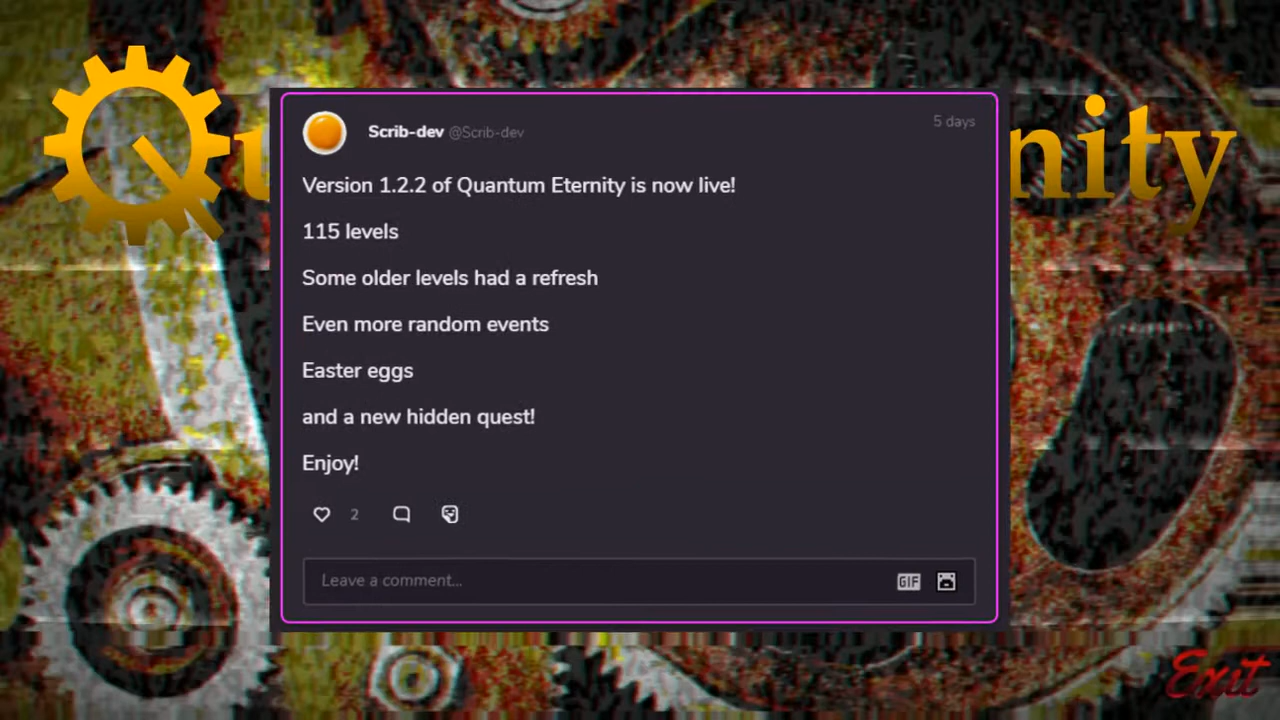 Scrib-dev @Scrib-dev
5 days
Version 1.2.2 of Quantum Eternity is now live!
115 levels
Some older levels had a refresh
Even more random events
Easter eggs
and a new hidden quest!
Enjoy!
2
Leave a comment...
GIF
Exit